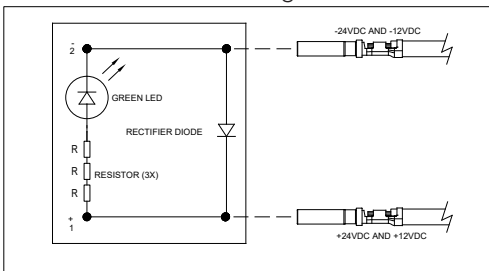 -24VDC AND -12VDC
-
2
GREEN LED
RECTIFIER DIODE
R
R RESISTOR (3X)
R
+
1
+24VDC AND +12VDC